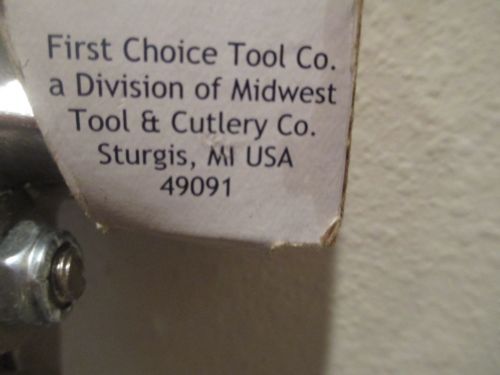 First Choice Tool Co.
a Division of Midwest
Tool & Cutlery Co.
Sturgis, MI USA
49091